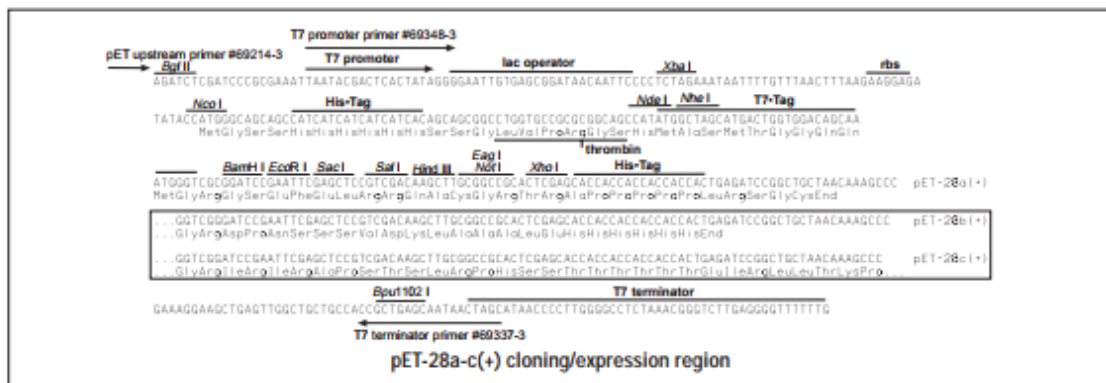 T7 promoter primer #69348-3
pET upstream primer #69214-3
Bgl II T7 promoter lac operator Xba I rbs
AGATCTCGATCCCGCGAAATTAATACGACTCACTATAGGGGAATTGTGAGCGGATAACAATTCCCCTCTAGAAATAATTTTGTTTAACTTTAAGAAGGAGA
Nco I His-Tag Nde I Nhe I T7-Tag
TATACCATGGGCAGCAGCCATCATCATCATCATCACAGCAGCGGCCTGGTGCCGCGCGGCAGCCATATGGCTAGCATGACTGGTGGACAGCAA
MetGlySerSerHisHisHisHisHisHisSerSerGlyLeuValProArgGlySerHisMetAlaSerMetThrGlyGlyGlnGln
thrombin
BamH I EcoR I Sac I Sal I Hind III Eag I Not I Xho I His-Tag
ATGGGTCGCGGATCCGAATTCGAGCTCCGTCGACAAGCTTGCGGCCGCACTCGAGCACCACCACCACCACCACTGAGATCCGGCTGCTAACAAAGCCC pET-28a(+)
MetGlyArgGlySerGluPheGluLeuArgArgGlnAlaCysGlyArgThrArgAlaProProProProProLeuArgSerGlyCysEnd
...GGTCGGGATCCGAATTCGAGCTCCGTCGACAAGCTTGCGGCCGCACTCGAGCACCACCACCACCACCACTGAGATCCGGCTGCTAACAAAGCCC pET-28b(+)
...GlyArgAspProAsnSerSerSerValAspLysLeuAlaAlaAlaLeuGluHisHisHisHisHisHisEnd
...GGTCGGATCCGAATTCGAGCTCCGTCGACAAGCTTGCGGCCGCACTCGAGCACCACCACCACCACCACTGAGATCCGGCTGCTAACAAAGCCC pET-28c(+)
...GlyArgIleArgIleArgAlaProSerThrSerLeuArgProHisSerSerThrThrThrThrThrThrGluIleArgLeuLeuThrLysPro...
Bpu1102 I T7 terminator
GAAAGGAAGCTGAGTTGGCTGCTGCCACCGCTGAGCAATAACTAGCATAACCCCTTGGGGCCTCTAAACGGGTCTTGAGGGGTTTTTTG
T7 terminator primer #69337-3
pET-28a-c(+) cloning/expression region